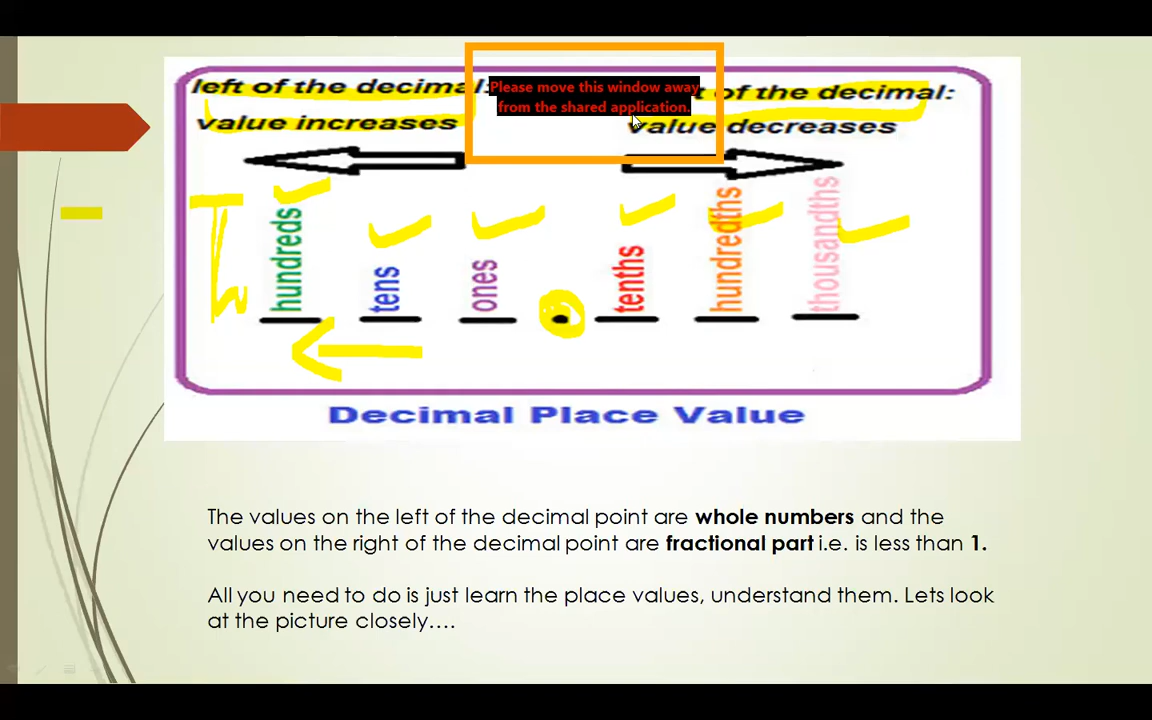 left of the decimal:
Please move this window away
from the shared application.
t of the decimal:
value increases
value decreases
Th
hundreds
tens
ones
.
tenths
hundredths
thousandths
Decimal Place Value
The values on the left of the decimal point are whole numbers and the
values on the right of the decimal point are fractional part i.e. is less than 1.
All you need to do is just learn the place values, understand them. Lets look
at the picture closely....